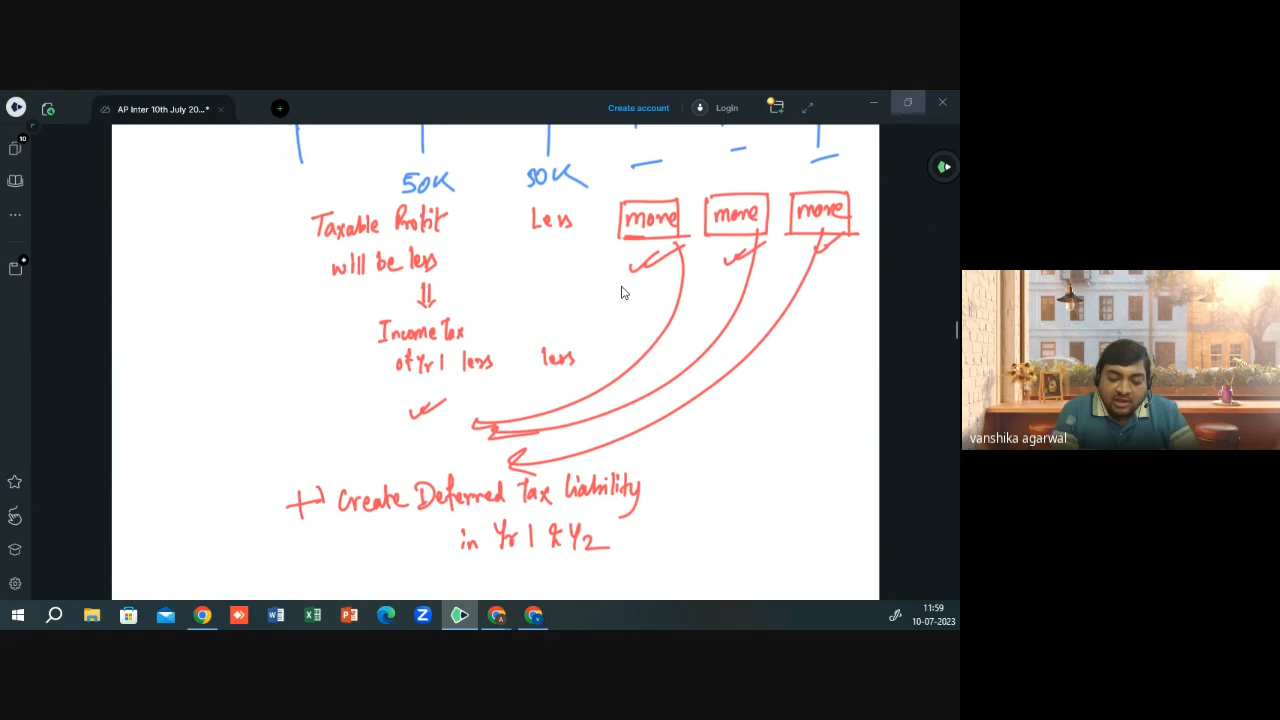 AP Inter 10th July 20...*
Create account
Login
10
50K 30K
Taxable Profit Less more more more
will be less
Income Tax
of Yr 1 less less
Create Deferred Tax Liability
in Yr 1 & Y2
vanshika agarwal
11:59
10-07-2023